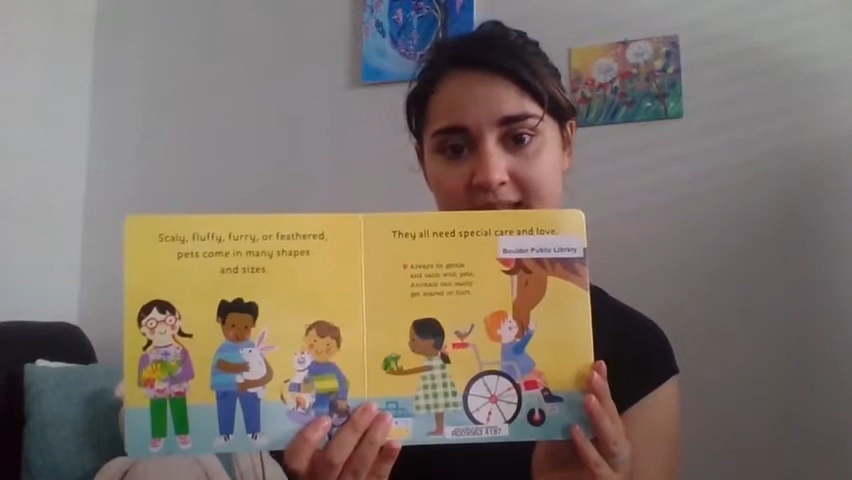 Scaly, fluffy, furry, or feathered,
pets come in many shapes
and sizes.
They all need special care and love.
Boulder Public Library
Always be gentle
and calm with pets.
Animals can easily
get scared or hurt.